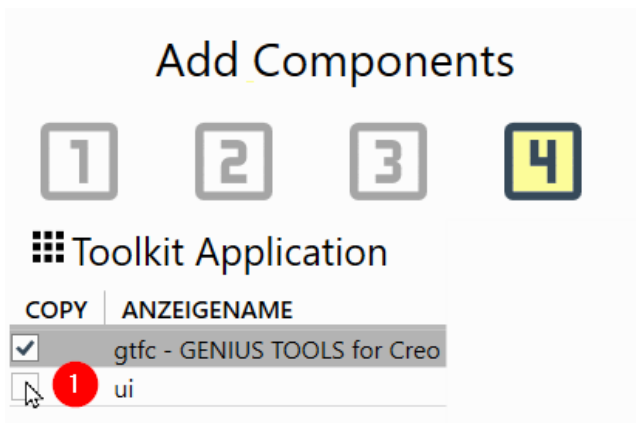 Add Components
1 2 3 4
Toolkit Application
COPY ANZEIGENAME
gtfc - GENIUS TOOLS for Creo
1 ui